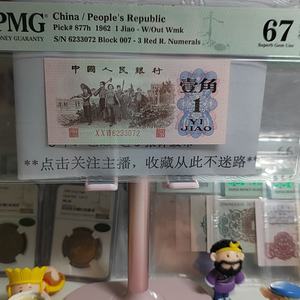 PMG
MONEY GUARANTY
China / People's Republic
Pick# 877h 1962 1 Jiao - W/Out Wmk
S/N 6233072 Block 007 - 3 Red R. Numerals
67
Superb Gem Unc
中国人民银行
壹角
1
YI JIAO
6233072
**点击关注主播，收藏从此不迷路